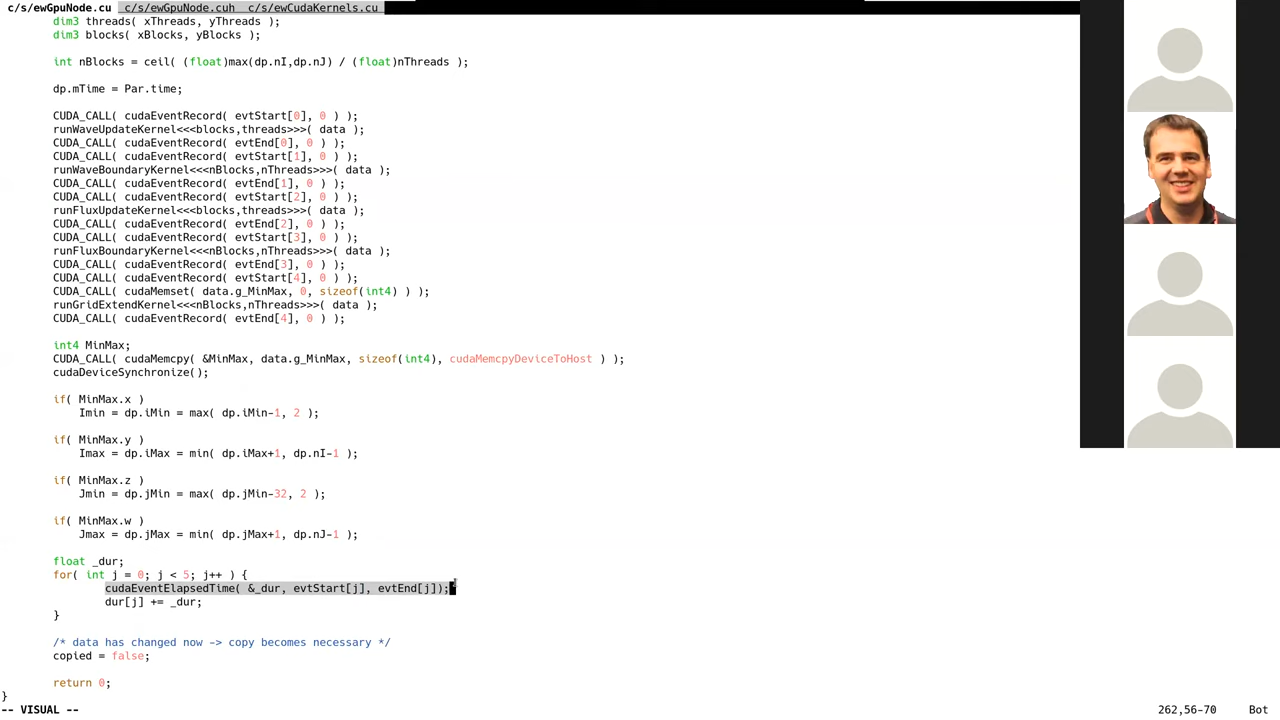 c/s/ewGpuNode.cu c/s/ewGpuNode.cuh c/s/ewCudaKernels.cu
dim3 threads( xThreads, yThreads );
dim3 blocks( xBlocks, yBlocks );
int nBlocks = ceil( (float)max(dp.nI,dp.nJ) / (float)nThreads );
dp.mTime = Par.time;
CUDA_CALL( cudaEventRecord( evtStart[0], 0 ) );
runWaveUpdateKernel<<<blocks,threads>>>( data );
CUDA_CALL( cudaEventRecord( evtEnd[0], 0 ) );
CUDA_CALL( cudaEventRecord( evtStart[1], 0 ) );
runWaveBoundaryKernel<<<nBlocks,nThreads>>>( data );
CUDA_CALL( cudaEventRecord( evtEnd[1], 0 ) );
CUDA_CALL( cudaEventRecord( evtStart[2], 0 ) );
runFluxUpdateKernel<<<blocks,threads>>>( data );
CUDA_CALL( cudaEventRecord( evtEnd[2], 0 ) );
CUDA_CALL( cudaEventRecord( evtStart[3], 0 ) );
runFluxBoundaryKernel<<<nBlocks,nThreads>>>( data );
CUDA_CALL( cudaEventRecord( evtEnd[3], 0 ) );
CUDA_CALL( cudaEventRecord( evtStart[4], 0 ) );
CUDA_CALL( cudaMemset( data.g_MinMax, 0, sizeof(int4) ) );
runGridExtendKernel<<<nBlocks,nThreads>>>( data );
CUDA_CALL( cudaEventRecord( evtEnd[4], 0 ) );
int4 MinMax;
CUDA_CALL( cudaMemcpy( &MinMax, data.g_MinMax, sizeof(int4), cudaMemcpyDeviceToHost ) );
cudaDeviceSynchronize();
if( MinMax.x )
Imin = dp.iMin = max( dp.iMin-1, 2 );
if( MinMax.y )
Imax = dp.iMax = min( dp.iMax+1, dp.nI-1 );
if( MinMax.z )
Jmin = dp.jMin = max( dp.jMin-32, 2 );
if( MinMax.w )
Jmax = dp.jMax = min( dp.jMax+1, dp.nJ-1 );
float _dur;
for( int j = 0; j < 5; j++ ) {
cudaEventElapsedTime( &_dur, evtStart[j], evtEnd[j]);
dur[j] += _dur;
}
/* data has changed now -> copy becomes necessary */
copied = false;
return 0;
}
-- VISUAL -- 262,56-70 Bot